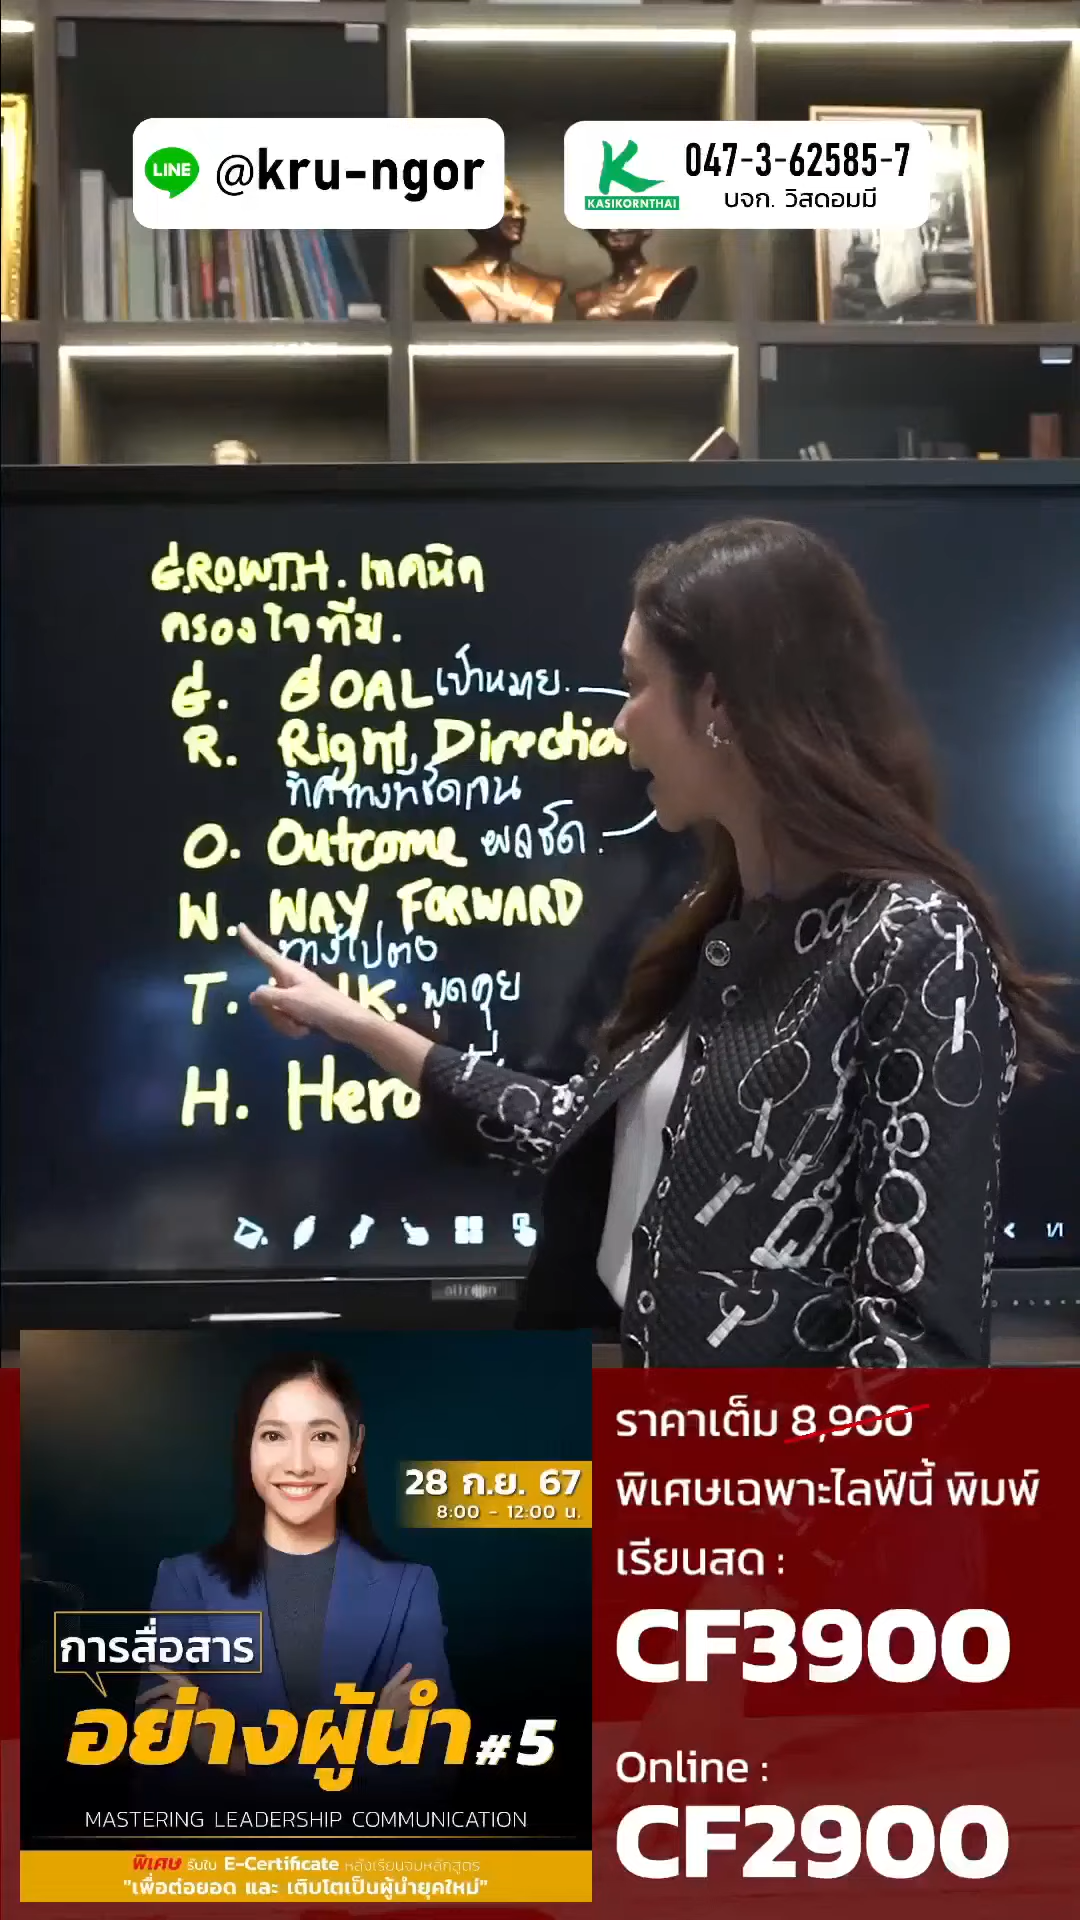 LINE @kru-ngor
047-3-62585-7
KASIKORNTHAI
บจก. วิสดอมมี
G.R.O.W.T.H. เทคนิค
ครองใจทีม.
G. GOAL เป้าหมาย.
R. Right Direction
ทิศทางที่ชัดเจน
O. Outcome ผลชัด.
W. WAY FORWARD
ทางไปต่อ
T. พูดคุย
H. Hero
28 ก.ย. 67
8:00 - 12:00 น.
การสื่อสาร
อย่างผู้นำ #5
MASTERING LEADERSHIP COMMUNICATION
พิเศษ รับใบ E-Certificate หลังเรียนจบหลักสูตร
"เพื่อต่อยอด และ เติบโตเป็นผู้นำยุคใหม่"
ราคาเต็ม 8,900
พิเศษเฉพาะไลฟ์นี้ พิมพ์
เรียนสด :
CF3900
Online :
CF2900